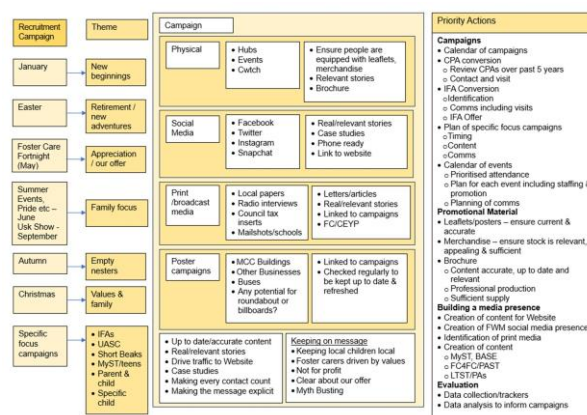 Recruitment
Campaign
Theme
January
New
beginnings
Easter
Retirement /
new
adventures
Foster Care
Fortnight
(May)
Appreciation
/ our offer
Summer
Events,
Pride etc –
June
Usk Show -
September
Family focus
Autumn
Empty
nesters
Christmas
Values &
family
Specific
focus
campaigns
• IFAs
• UASC
• Short Beaks
• MyST/teens
• Parent &
child
• Specific
child
Campaign
Physical
• Hubs
• Events
• Cwtch
• Ensure people are
equipped with leaflets,
merchandise
• Relevant stories
• Brochure
Social
Media
• Facebook
• Twitter
• Instagram
• Snapchat
• Real/relevant stories
• Case studies
• Phone ready
• Link to website
Print
/broadcast
media
• Local papers
• Radio interviews
• Council tax
inserts
• Mailshots/schools
• Letters/articles
• Real/relevant stories
• Linked to campaigns
• FC/CEYP
Poster
campaigns
• MCC Buildings
• Other Businesses
• Buses
• Any potential for
roundabout or
billboards?
• Linked to campaigns
• Checked regularly to
be kept up to date &
refreshed
• Up to date/accurate content
• Real/relevant stories
• Drive traffic to Website
• Case studies
• Making every contact count
• Making the message explicit
Keeping on message
• Keeping local children local
• Foster carers driven by values
• Not for profit
• Clear about our offer
• Myth Busting
Priority Actions
Campaigns
• Calendar of campaigns
• CPA conversion
o Review CPAs over past 5 years
o Contact and visit
• IFA Conversion
oIdentification
oComms including visits
o IFA Offer
• Plan of specific focus campaigns
oTiming
oContent
oComms
• Calendar of events
o Prioritised attendance
o Plan for each event including staffing &
promotion
o Planning of comms
Promotional Material
• Leaflets/posters – ensure current &
accurate
• Merchandise – ensure stock is relevant,
appealing & sufficient
• Brochure
o Content accurate, up to date and
relevant
o Professional production
o Sufficient supply
Building a media presence
• Creation of content for Website
• Creation of FWM social media presence
• Identification of print media
• Creation of content
o MyST, BASE
o FC4FC/PAST
o LTST/PAs
Evaluation
• Data collection/trackers
• Data analysis to inform campaigns